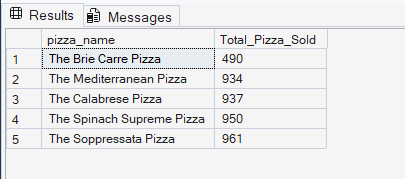 Results Messages
pizza_name Total_Pizza_Sold
1 The Brie Carre Pizza 490
2 The Mediterranean Pizza 934
3 The Calabrese Pizza 937
4 The Spinach Supreme Pizza 950
5 The Soppressata Pizza 961